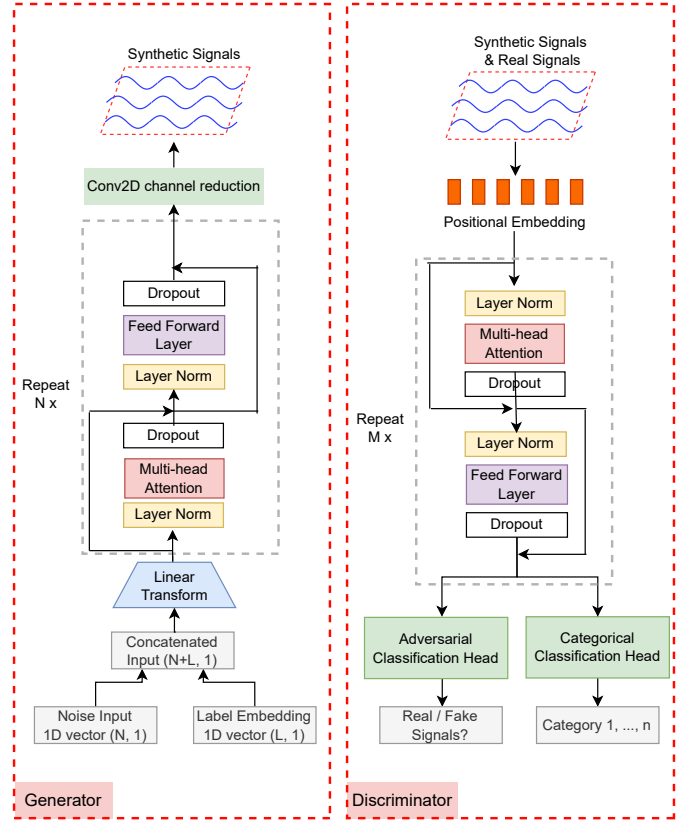 Synthetic Signals
Conv2D channel reduction
Dropout
Feed Forward
Layer
Layer Norm
Repeat
N x
Dropout
Multi-head
Attention
Layer Norm
Linear
Transform
Concatenated
Input (N+L, 1)
Noise Input
1D vector (N, 1)
Label Embedding
1D vector (L, 1)
Generator
Synthetic Signals
& Real Signals
Positional Embedding
Layer Norm
Multi-head
Attention
Dropout
Repeat
M x
Layer Norm
Feed Forward
Layer
Dropout
Adversarial
Classification Head
Categorical
Classification Head
Real / Fake
Signals?
Category 1, ..., n
Discriminator